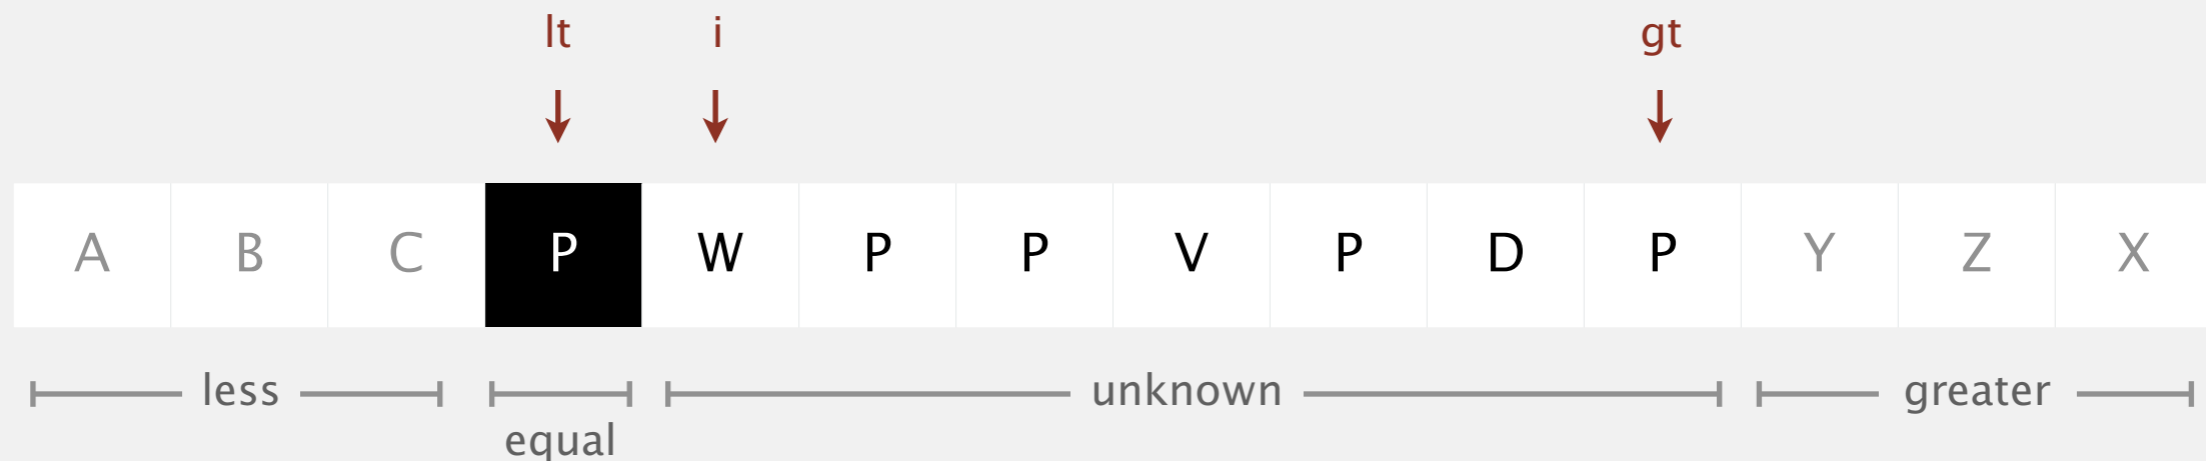 lt i gt
A B C P W P P V P D P Y Z X
less unknown greater
equal